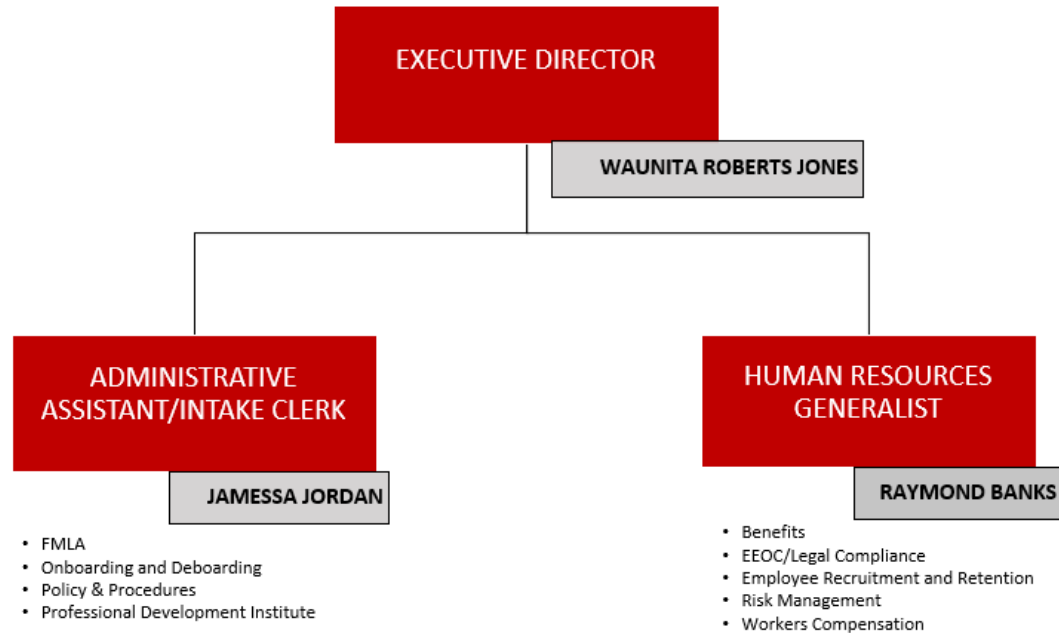 EXECUTIVE DIRECTOR
WAUNITA ROBERTS JONES
ADMINISTRATIVE
ASSISTANT/INTAKE CLERK
JAMESSA JORDAN
• FMLA
• Onboarding and Deboarding
• Policy & Procedures
• Professional Development Institute
HUMAN RESOURCES
GENERALIST
RAYMOND BANKS
• Benefits
• EEOC/Legal Compliance
• Employee Recruitment and Retention
• Risk Management
• Workers Compensation